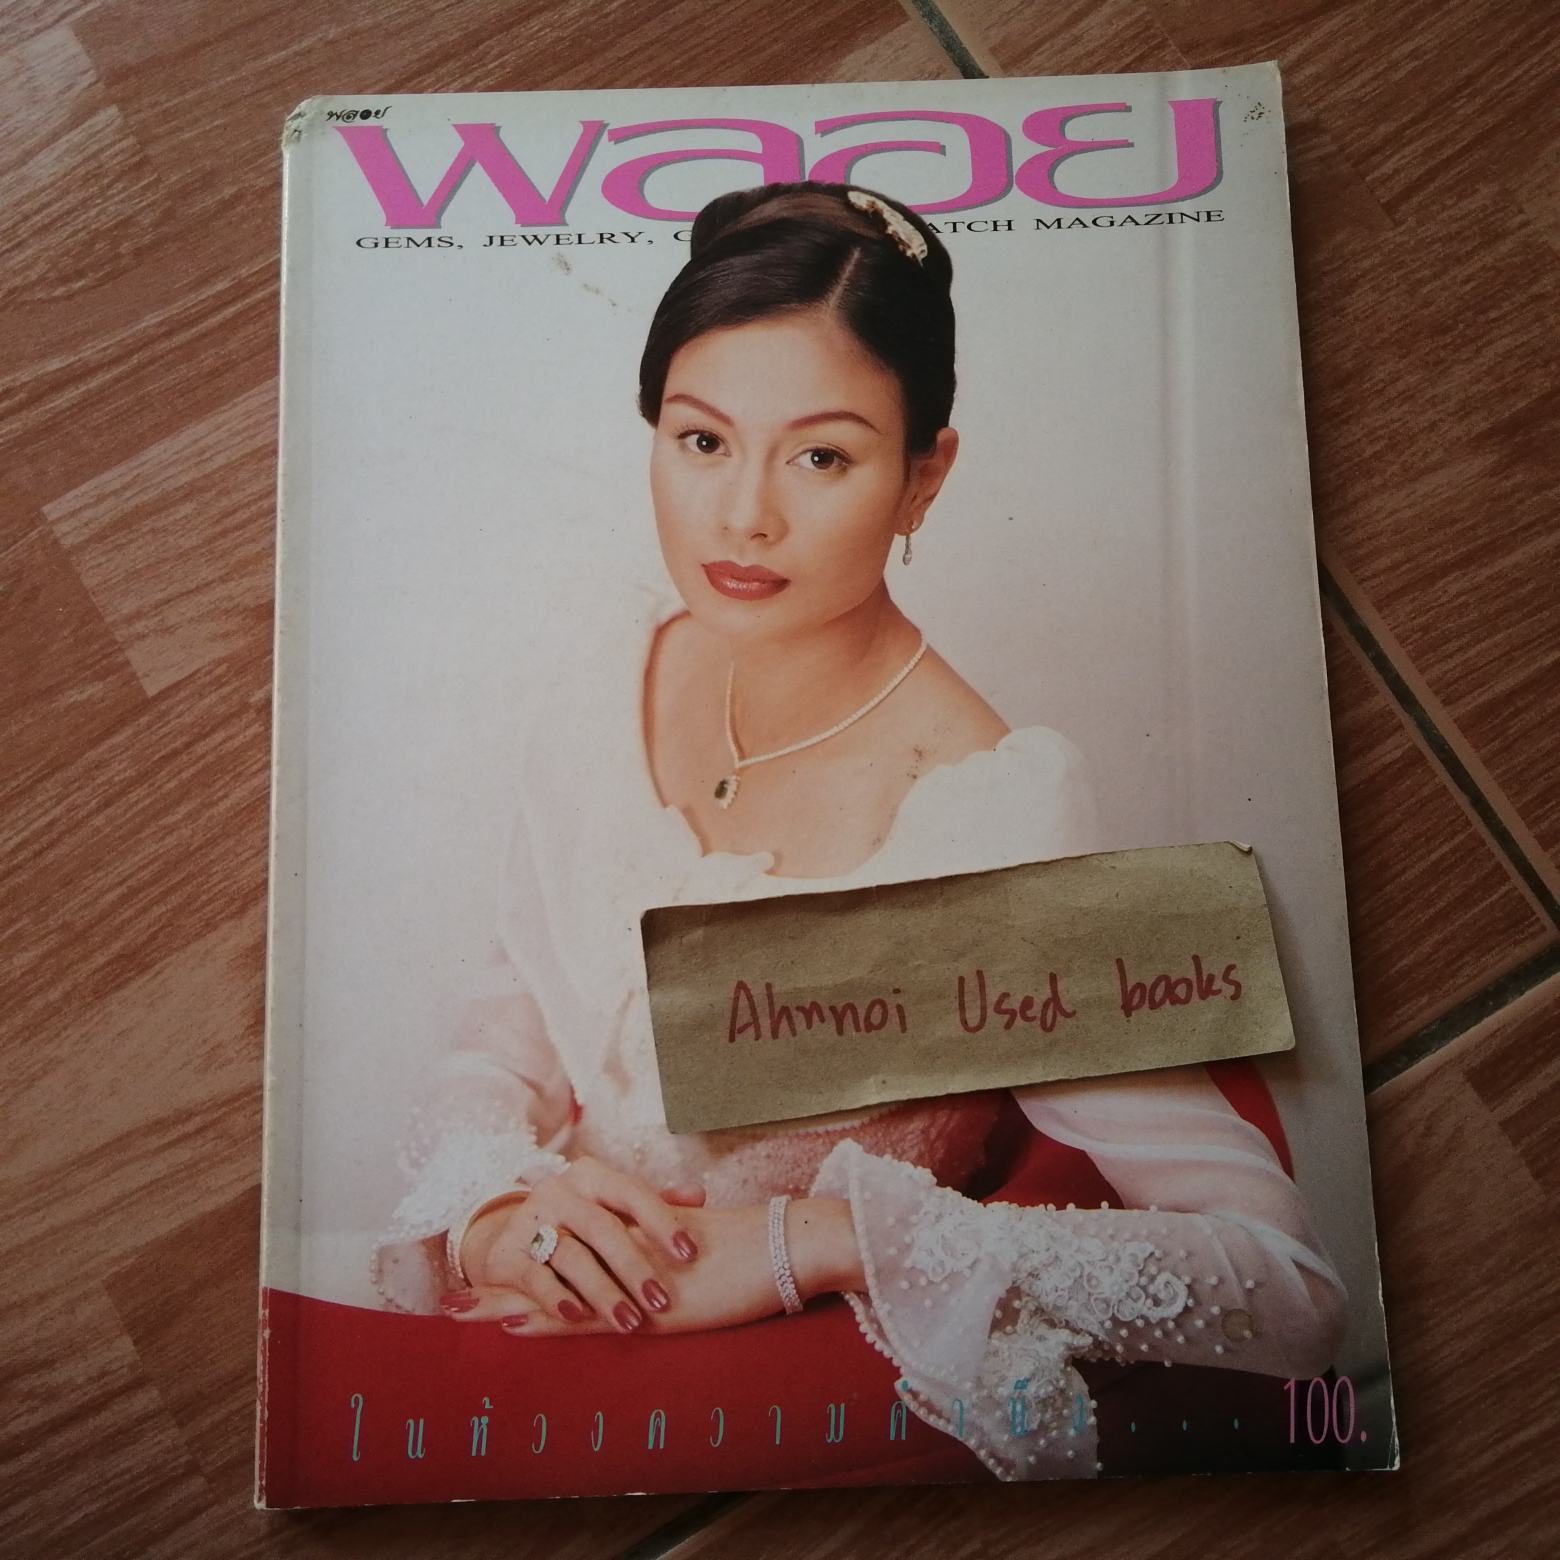 พลอย
พลอย
GEMS, JEWELRY, ATCH MAGAZINE
Ahnnoi Used books
ในห้วงความคำนึง... 100.